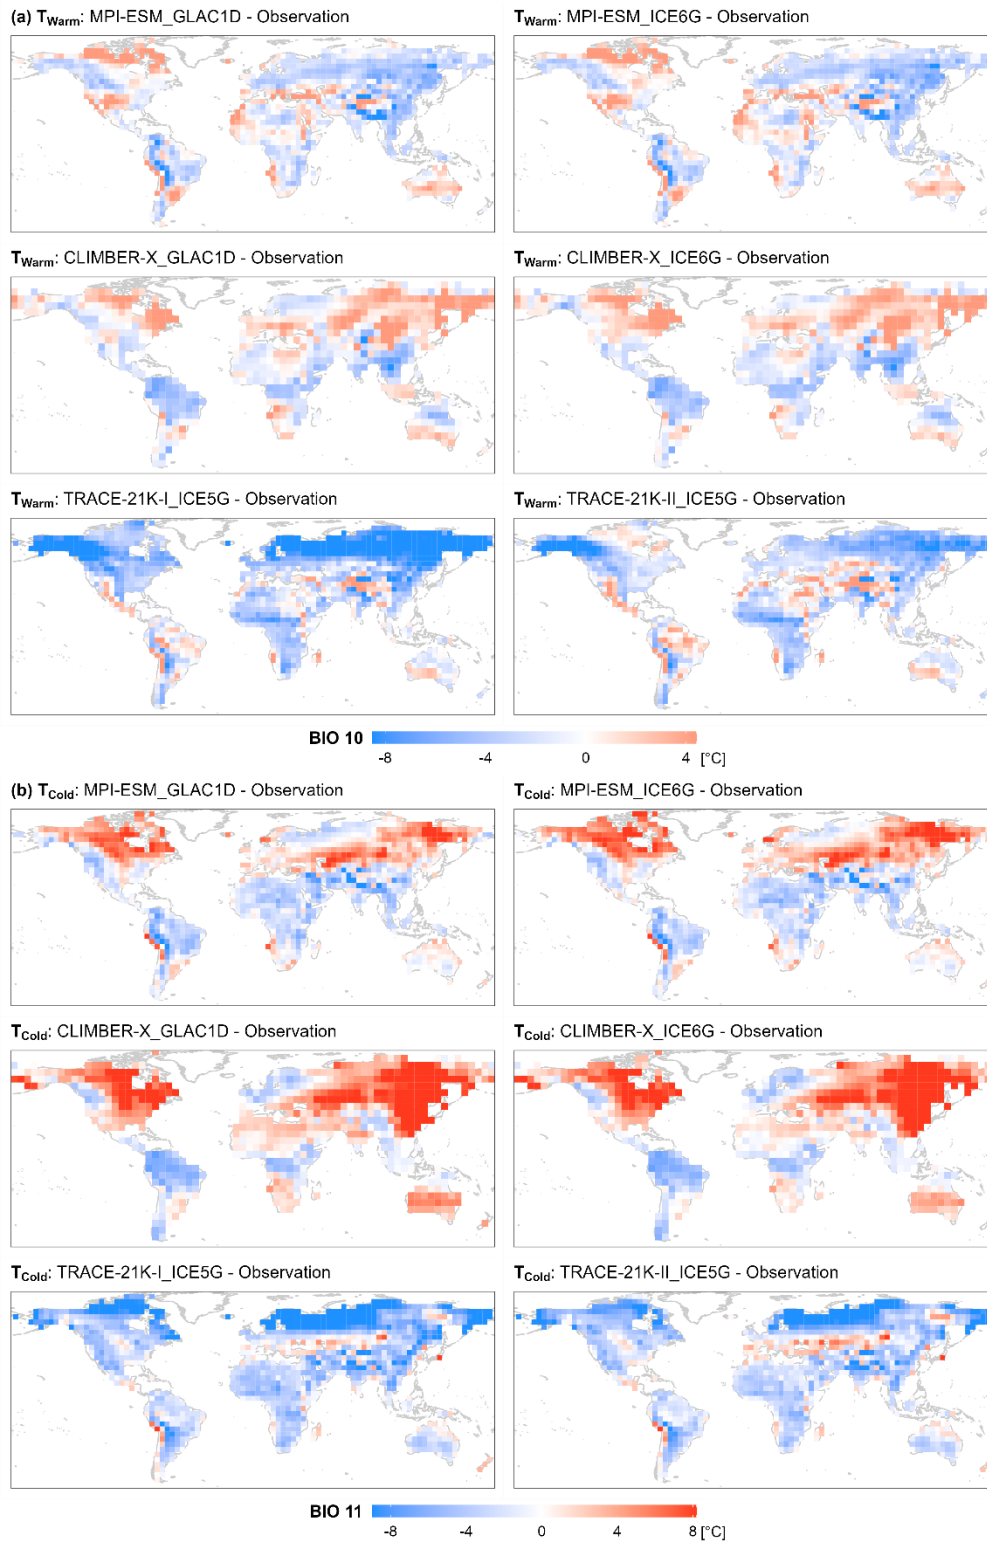 (a) TWarm: MPI-ESM_GLAC1D - Observation
TWarm: MPI-ESM_ICE6G - Observation
TWarm: CLIMBER-X_GLAC1D - Observation
TWarm: CLIMBER-X_ICE6G - Observation
TWarm: TRACE-21K-I_ICE5G - Observation
TWarm: TRACE-21K-II_ICE5G - Observation
BIO 10
-8 -4 0 4 [°C]
(b) TCold: MPI-ESM_GLAC1D - Observation
TCold: MPI-ESM_ICE6G - Observation
TCold: CLIMBER-X_GLAC1D - Observation
TCold: CLIMBER-X_ICE6G - Observation
TCold: TRACE-21K-I_ICE5G - Observation
TCold: TRACE-21K-II_ICE5G - Observation
BIO 11
-8 -4 0 4 8 [°C]